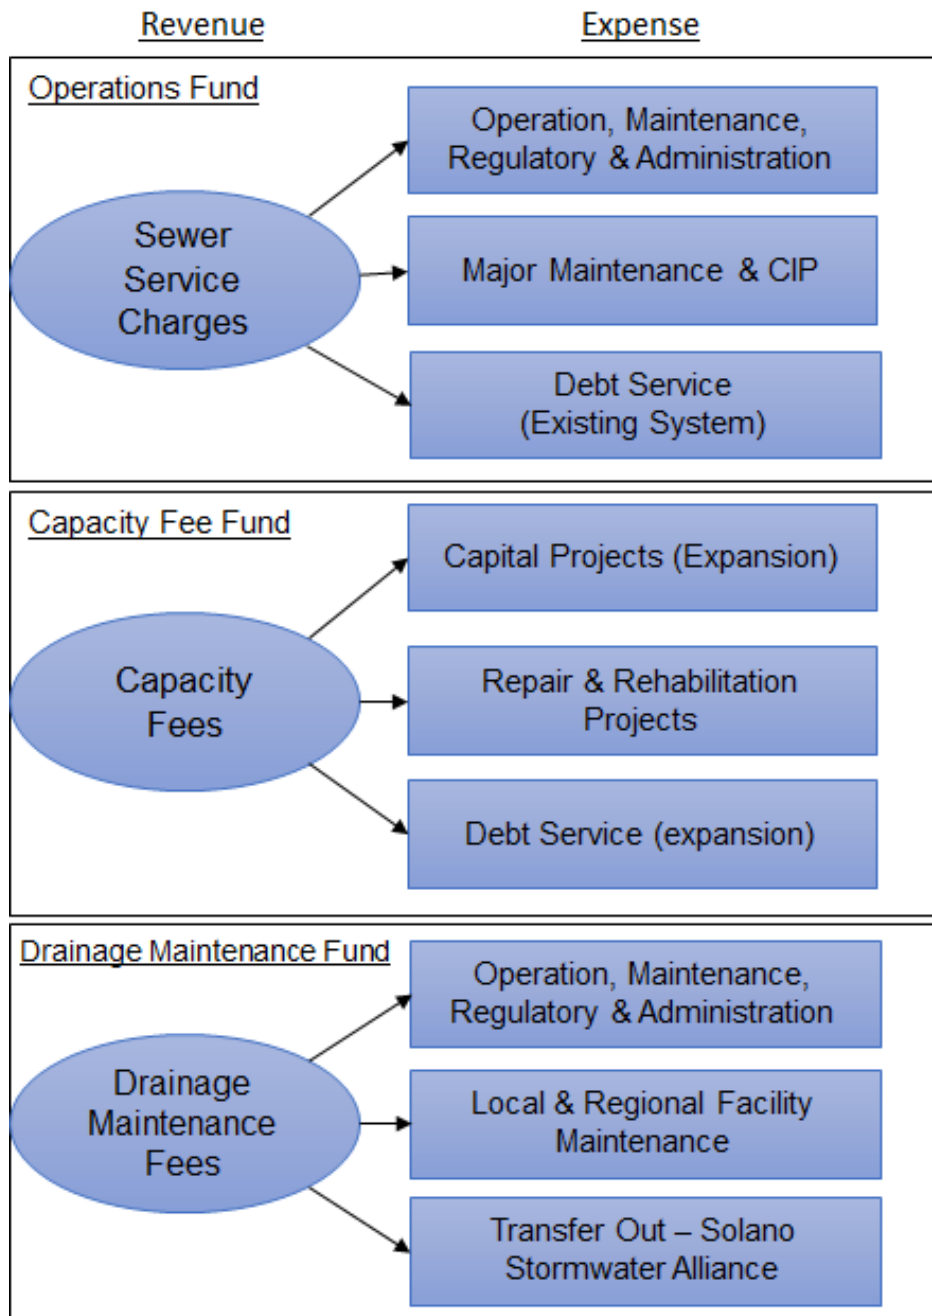 Revenue
Expense
Operations Fund
Sewer
Service
Charges
Operation, Maintenance,
Regulatory & Administration
Major Maintenance & CIP
Debt Service
(Existing System)
Capacity Fee Fund
Capacity
Fees
Capital Projects (Expansion)
Repair & Rehabilitation
Projects
Debt Service (expansion)
Drainage Maintenance Fund
Drainage
Maintenance
Fees
Operation, Maintenance,
Regulatory & Administration
Local & Regional Facility
Maintenance
Transfer Out – Solano
Stormwater Alliance